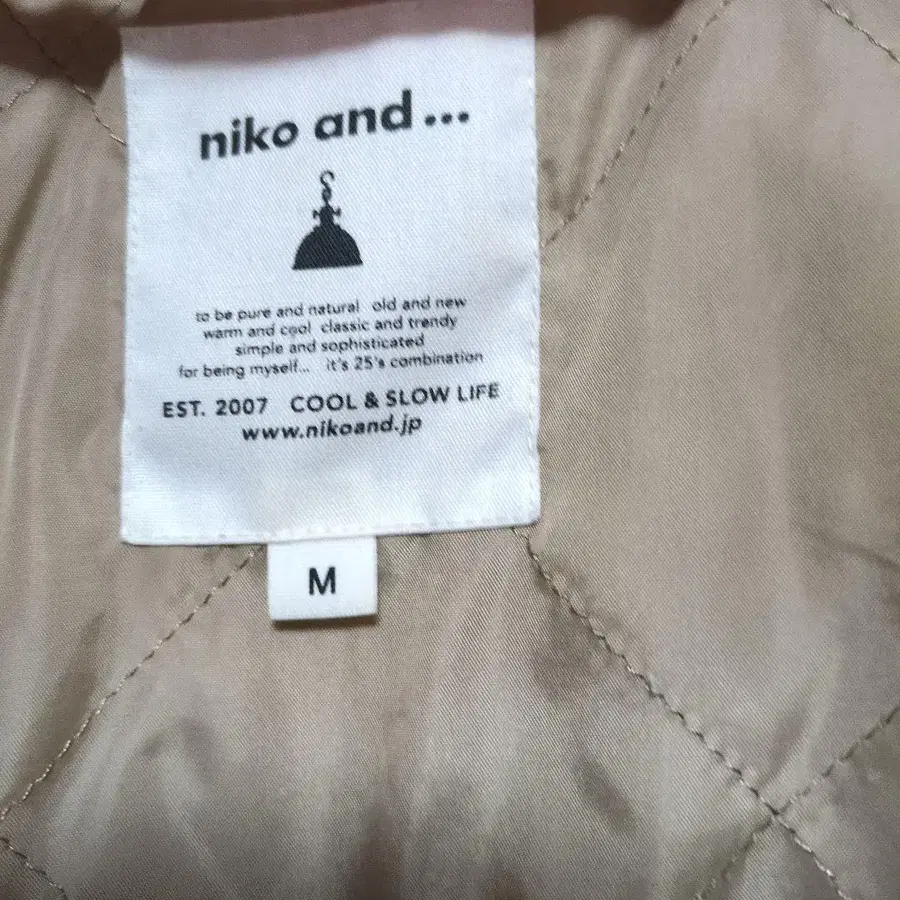 niko and...
to be pure and natural old and new
warm and cool classic and trendy
simple and sophisticated
for being myself... it's 25's combination
EST. 2007 COOL & SLOW LIFE
www.nikoand.jp
M